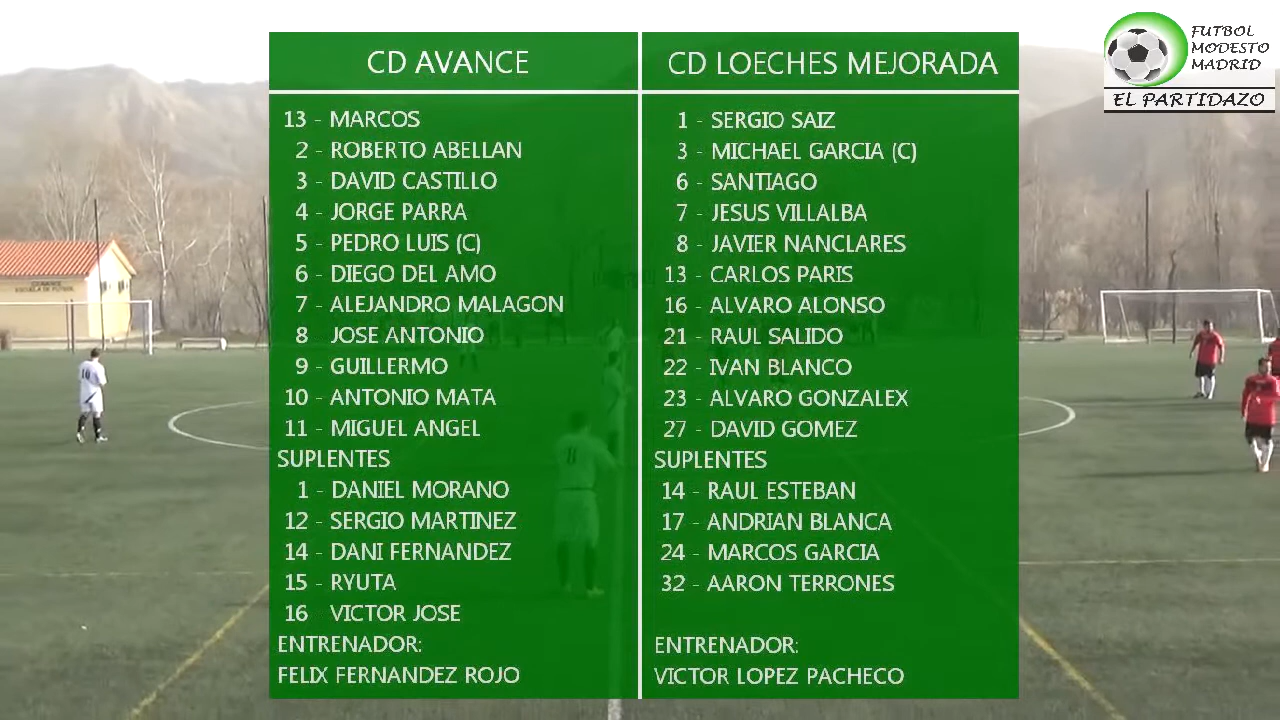 CD AVANCE
13 - MARCOS
2 - ROBERTO ABELLAN
3 - DAVID CASTILLO
4 - JORGE PARRA
5 - PEDRO LUIS (C)
6 - DIEGO DEL AMO
7 - ALEJANDRO MALAGON
8 JOSE ANTONIO
9 - GUILLERMO
10 - ANTONIO MATA
11 - MIGUEL ANGEL
SUPLENTES
1 - DANIEL MORANO
12 - SERGIO MARTINEZ
14 - DANI FERNANDEZ
15 - RYUTA
16 VICTOR JOSE
ENTRENADOR:
FELIX FERNANDEZ ROJO
CD LOECHES MEJORADA
1 - SERGIO SAIZ
3 - MICHAEL GARCIA (C)
6 - SANTIAGO
7 - JESUS VILLALBA
8 - JAVIER NANCLARES
13 - CARLOS PARIS
16 - ALVARO ALONSO
21 - RAUL SALIDO
22 - IVAN BLANCO
23 - ALVARO GONZALEX
27 - DAVID GOMEZ
SUPLENTES
14 - RAUL ESTEBAN
17 - ANDRIAN BLANCA
24 - MARCOS GARCIA
32 - AARON TERRONES
ENTRENADOR:
VICTOR LOPEZ PACHECO
FUTBOL
MODESTO
MADRID
EL PARTIDAZO
10